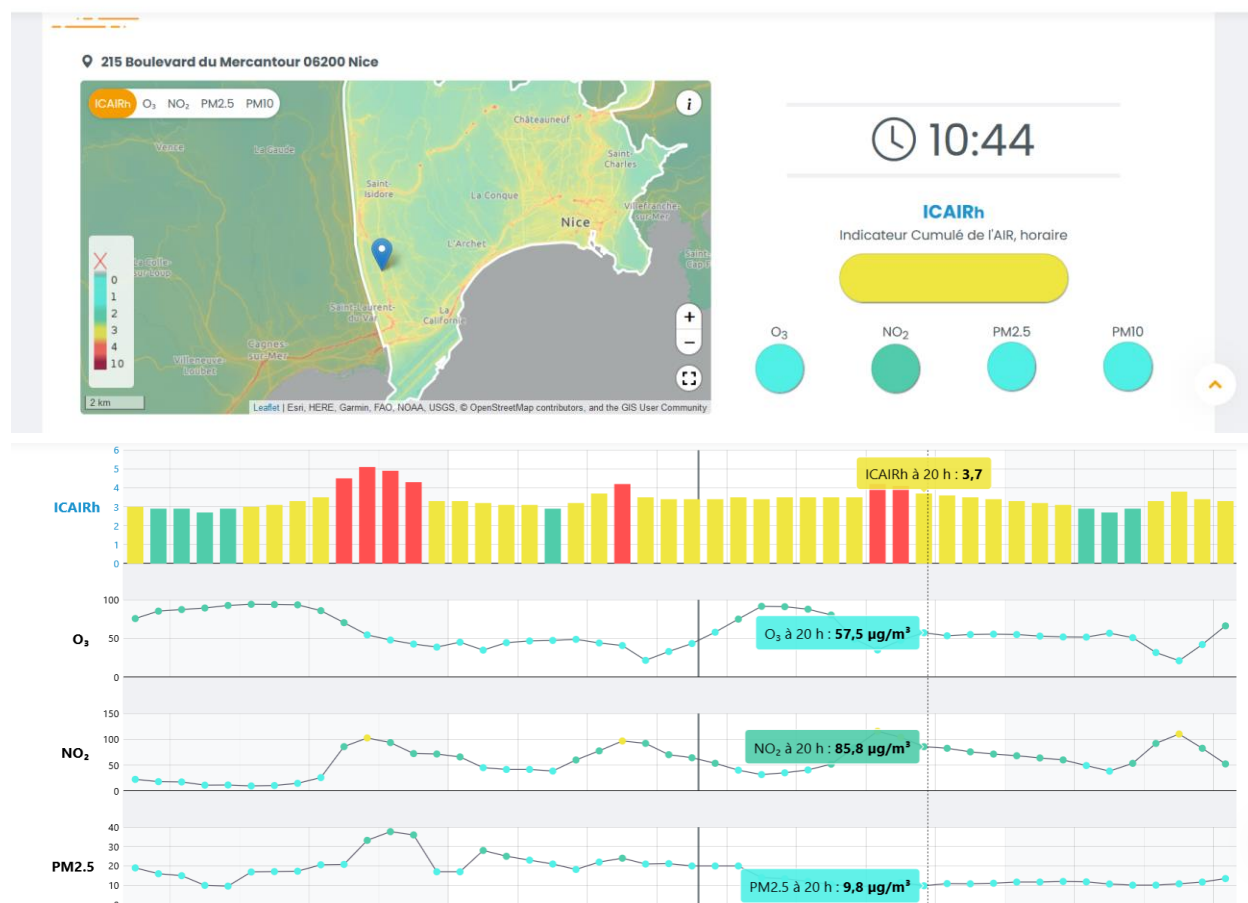 215 Boulevard du Mercantour 06200 Nice
ICAIRh O₃ NO₂ PM2.5 PM10
i
Châteauneuf
Vence
La Gaude
Saint-Charles
Saint-Isidore
La Conque
Villefranche-sur-Mer
Nice
L'Archet
Saint-
Cap-F
La Colle-sur-Loup
0
1
2
3
4
10
Saint-Laurent-du-Var
La Californie
Cagnes-sur-Mer
Villeneuve-Loubet
+
−
2 km
Leaflet | Esri, HERE, Garmin, FAO, NOAA, USGS, © OpenStreetMap contributors, and the GIS User Community
10:44
ICAIRh
Indicateur Cumulé de l'AIR, horaire
O₃ NO₂ PM2.5 PM10
ICAIRh
6
5
4
3
2
1
0
ICAIRh à 20 h : 3,7
O₃
100
50
0
O₃ à 20 h : 57,5 µg/m³
NO₂
150
100
50
0
NO₂ à 20 h : 85,8 µg/m³
PM2.5
40
30
20
10
PM2.5 à 20 h : 9,8 µg/m³